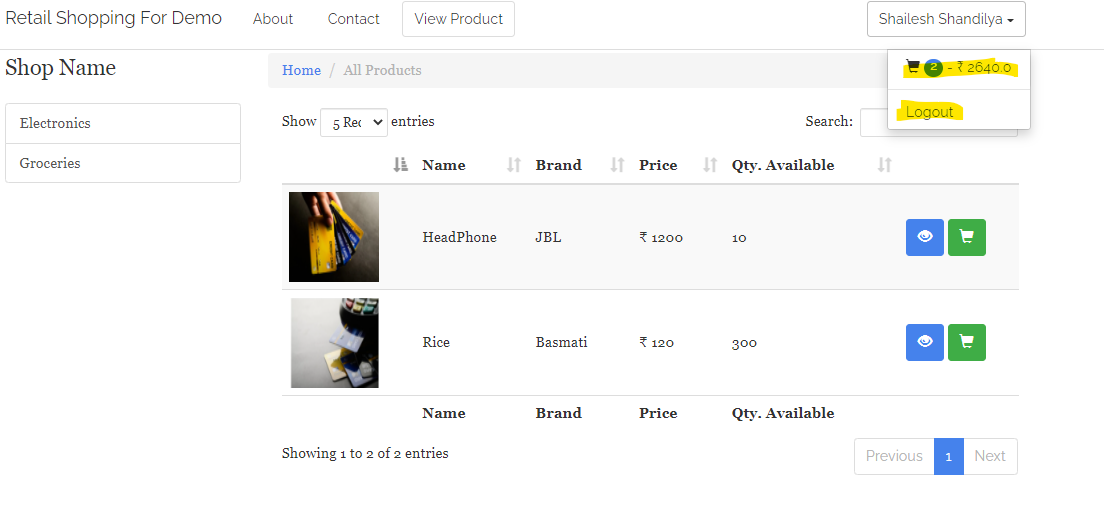 Retail Shopping For Demo About Contact View Product Shailesh Shandilya
2 - ₹ 2640.0
Logout
Shop Name
Electronics
Groceries
Home / All Products
Show 5 Rec entries Search:
Name Brand Price Qty. Available
HeadPhone JBL ₹ 1200 10
Rice Basmati ₹ 120 300
Name Brand Price Qty. Available
Showing 1 to 2 of 2 entries
Previous 1 Next